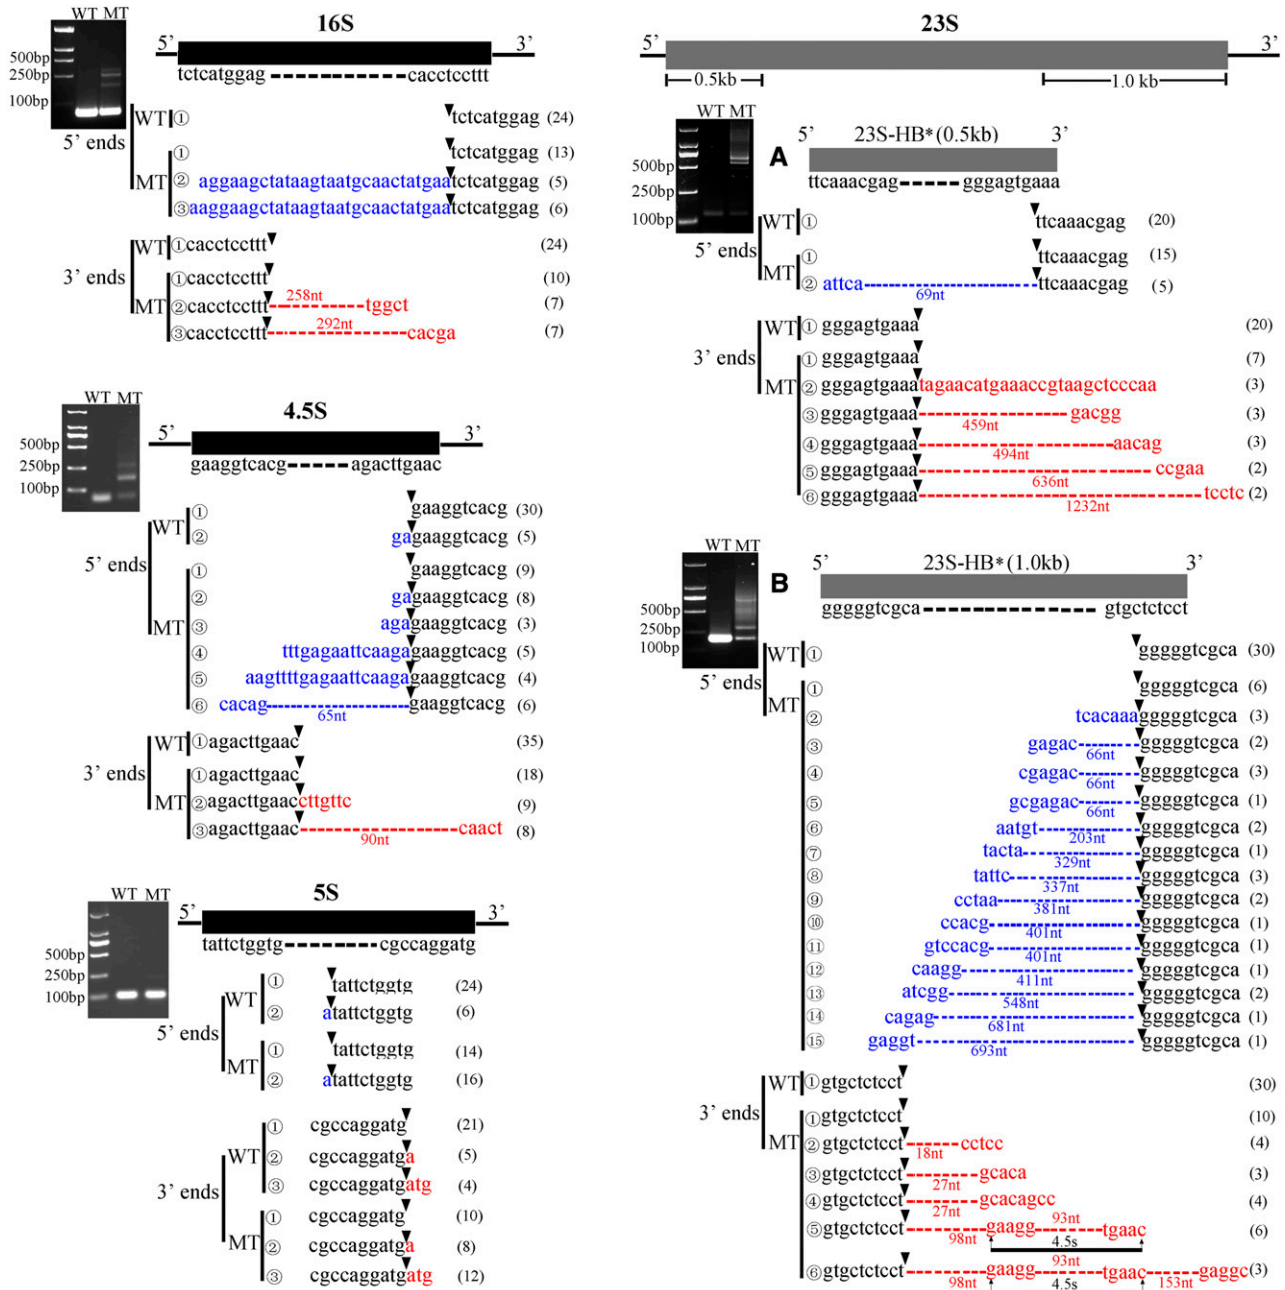 16S
WT MT
500bp
250bp
100bp
5' 3'
tctcatggag cacctccttt
5' ends
WT ① tctcatggag (24)
MT ① tctcatggag (13)
② aggaagctataagtaatgcaactatgaatctcatggag (5)
③ aaggaagctataagtaatgcaactatgaatctcatggag (6)
3' ends
WT ① cacctccttt (24)
MT ① cacctccttt (10)
② cacctccttt 258nt tggct (7)
③ cacctccttt 292nt cacga (7)
4.5S
WT MT
500bp
250bp
100bp
5' 3'
gaaggtcacg agacttgaac
5' ends
WT ① gaaggtcacg (30)
② gagaaggtcacg (5)
MT ① gaaggtcacg (9)
② gagaaggtcacg (8)
③ agagaaggtcacg (3)
④ tttgagaattcaagagaaggtcacg (5)
⑤ aagttttgagaattcaagagaaggtcacg (4)
⑥ cacag 65nt gaaggtcacg (6)
3' ends
WT ① agacttgaac (35)
MT ① agacttgaac (18)
② agacttgaaccttgttc (9)
③ agacttgaac 90nt caact (8)
5S
WT MT
500bp
250bp
100bp
5' 3'
tattctggtg cgccaggatg
5' ends
WT ① tattctggtg (24)
② atattctggtg (6)
MT ① tattctggtg (14)
② atattctggtg (16)
3' ends
WT ① cgccaggatg (21)
② cgccaggatga (5)
③ cgccaggatgatg (4)
MT ① cgccaggatg (10)
② cgccaggatga (8)
③ cgccaggatgatg (12)
23S
5' 3'
0.5kb 1.0 kb
A
WT MT
500bp
250bp
100bp
5' 23S-HB*(0.5kb) 3'
ttcaaacgag gggagtgaaa
5' ends
WT ① ttcaaacgag (20)
MT ① ttcaaacgag (15)
② attca 69nt ttcaaacgag (5)
3' ends
WT ① gggagtgaaa (20)
MT ① gggagtgaaa (7)
② gggagtgaaatagaacatgaaaccgtaagctcccaa (3)
③ gggagtgaaa 459nt gacgg (3)
④ gggagtgaaa 494nt aacag (3)
⑤ gggagtgaaa 636nt ccgaa (2)
⑥ gggagtgaaa 1232nt tcctc (2)
B
WT MT
500bp
250bp
100bp
5' 23S-HB*(1.0kb) 3'
gggggtcgca gtgctctcct
5' ends
WT ① gggggtcgca (30)
MT ① gggggtcgca (6)
② tcacaaagggggtcgca (3)
③ gagac 66nt gggggtcgca (2)
④ cgagac 66nt gggggtcgca (3)
⑤ gcgagac 66nt gggggtcgca (1)
⑥ aatgt 203nt gggggtcgca (2)
⑦ tacta 329nt gggggtcgca (1)
⑧ tattc 337nt gggggtcgca (3)
⑨ cctaa 381nt gggggtcgca (2)
⑩ ccacg 401nt gggggtcgca (1)
⑪ gtccacg 401nt gggggtcgca (1)
⑫ caagg 411nt gggggtcgca (1)
⑬ atcgg 548nt gggggtcgca (2)
⑭ cagag 681nt gggggtcgca (1)
⑮ gaggt 693nt gggggtcgca (1)
3' ends
WT ① gtgctctcct (30)
MT ① gtgctctcct (10)
② gtgctctcct 18nt cctcc (4)
③ gtgctctcct 27nt gcaca (3)
④ gtgctctcct 27nt gcacagcc (4)
⑤ gtgctctcct 98nt gaagg 93nt tgaac (6)
4.5s
⑥ gtgctctcct 98nt gaagg 93nt tgaac 153nt gaggc (3)
4.5s